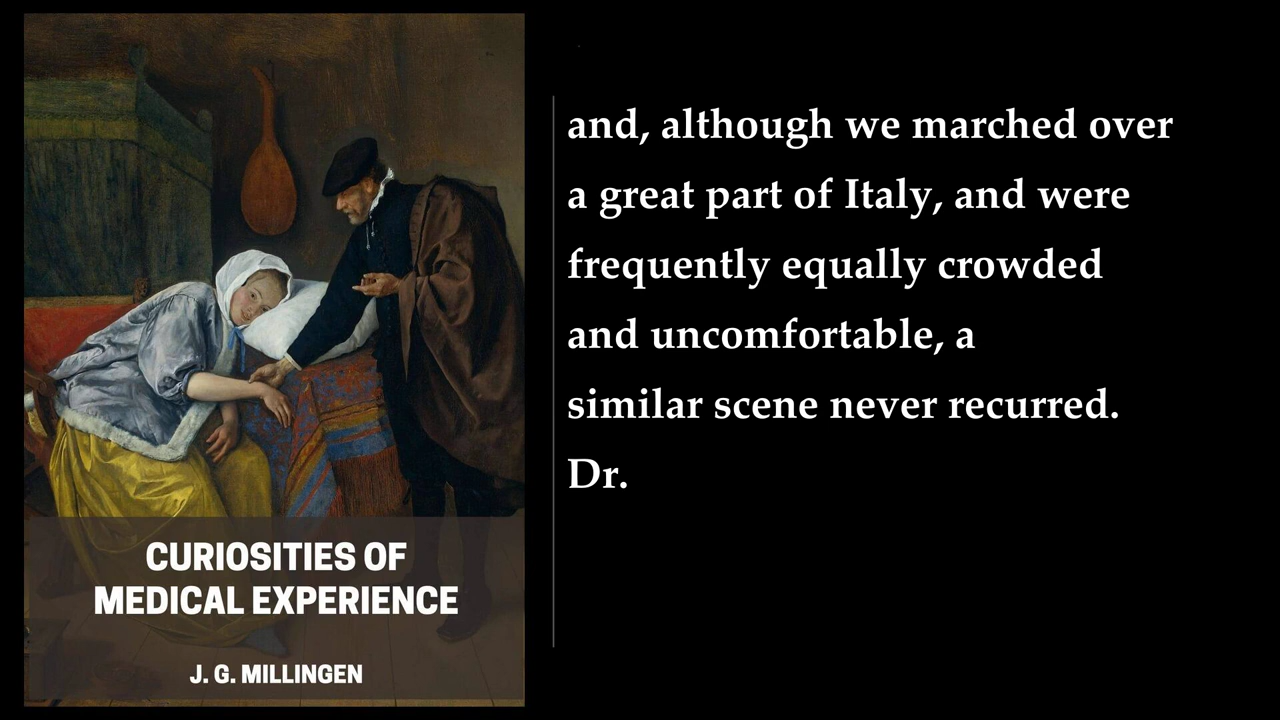 and, although we marched over
a great part of Italy, and were
frequently equally crowded
and uncomfortable, a
similar scene never recurred.
Dr.
CURIOSITIES OF
MEDICAL EXPERIENCE
J. G. MILLINGEN